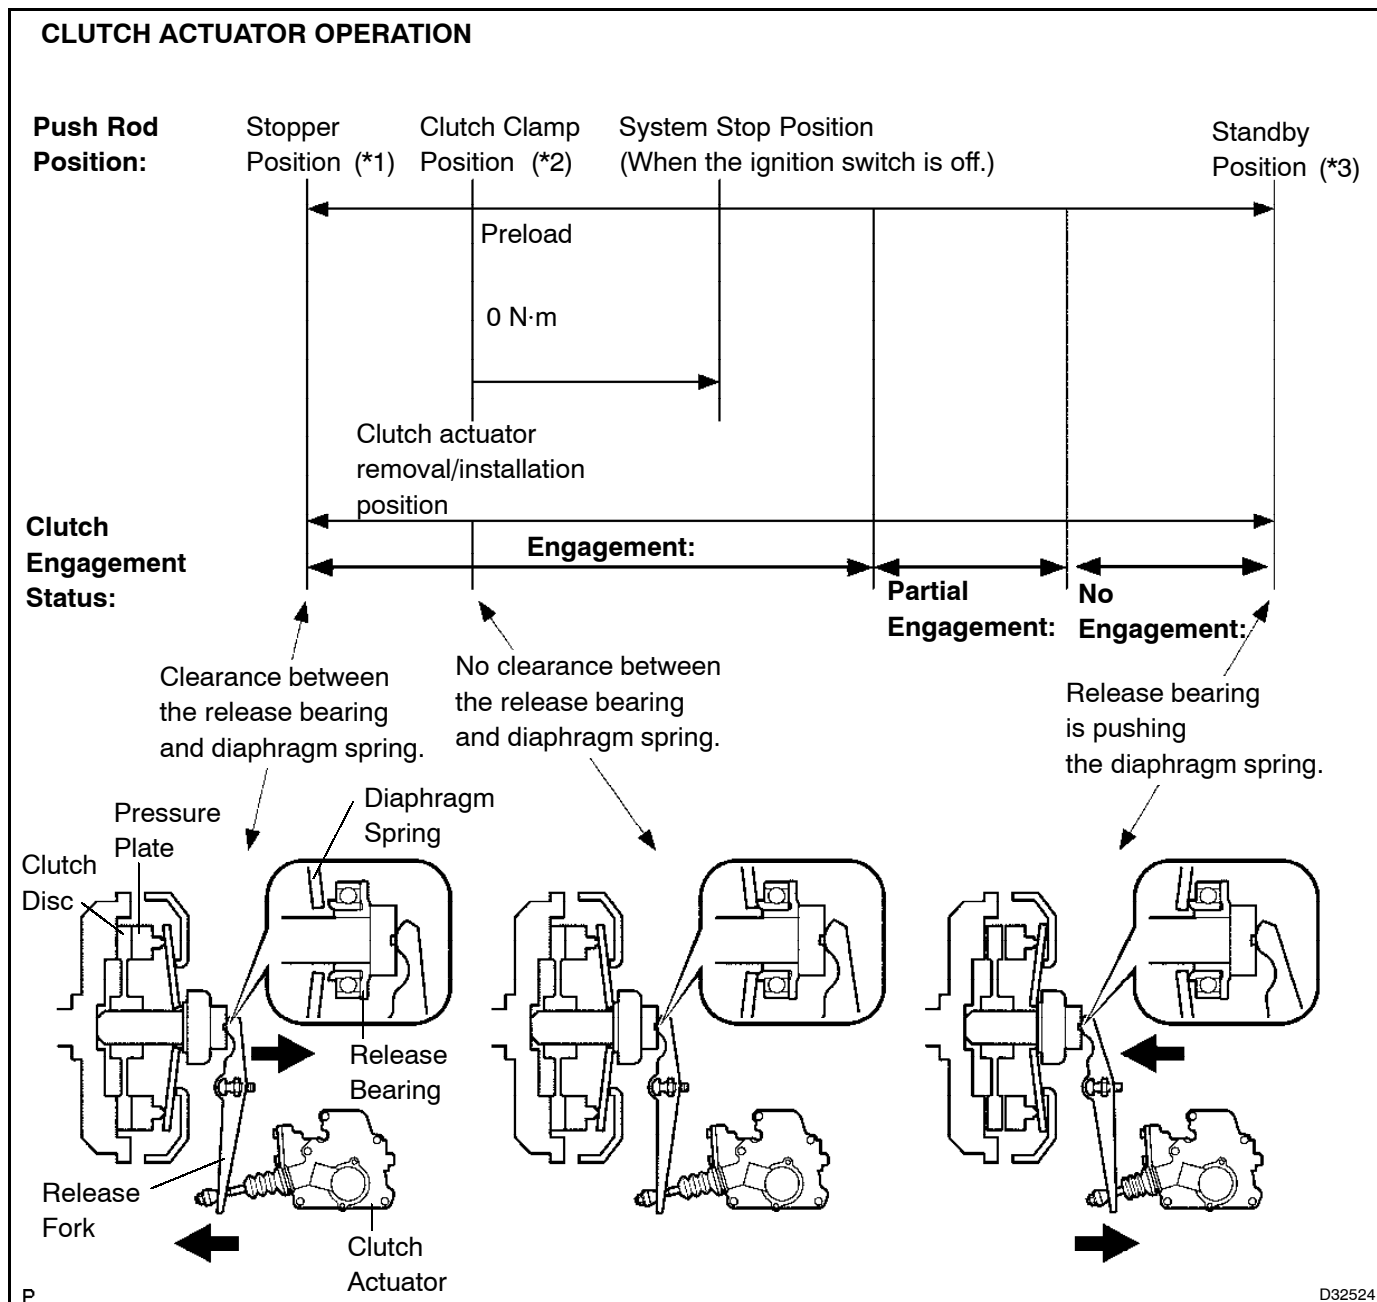 CLUTCH ACTUATOR OPERATION
Push Rod
Position:
Stopper
Position (*1)
Clutch Clamp
Position (*2)
System Stop Position
(When the ignition switch is off.)
Standby
Position (*3)
Preload
0 N·m
Clutch actuator
removal/installation
position
Clutch
Engagement
Status:
Engagement:
Partial
Engagement:
No
Engagement:
Clearance between
the release bearing
and diaphragm spring.
No clearance between
the release bearing
and diaphragm spring.
Release bearing
is pushing
the diaphragm spring.
Pressure
Plate
Diaphragm
Spring
Clutch
Disc
Release
Bearing
Release
Fork
Clutch
Actuator
P
D32524